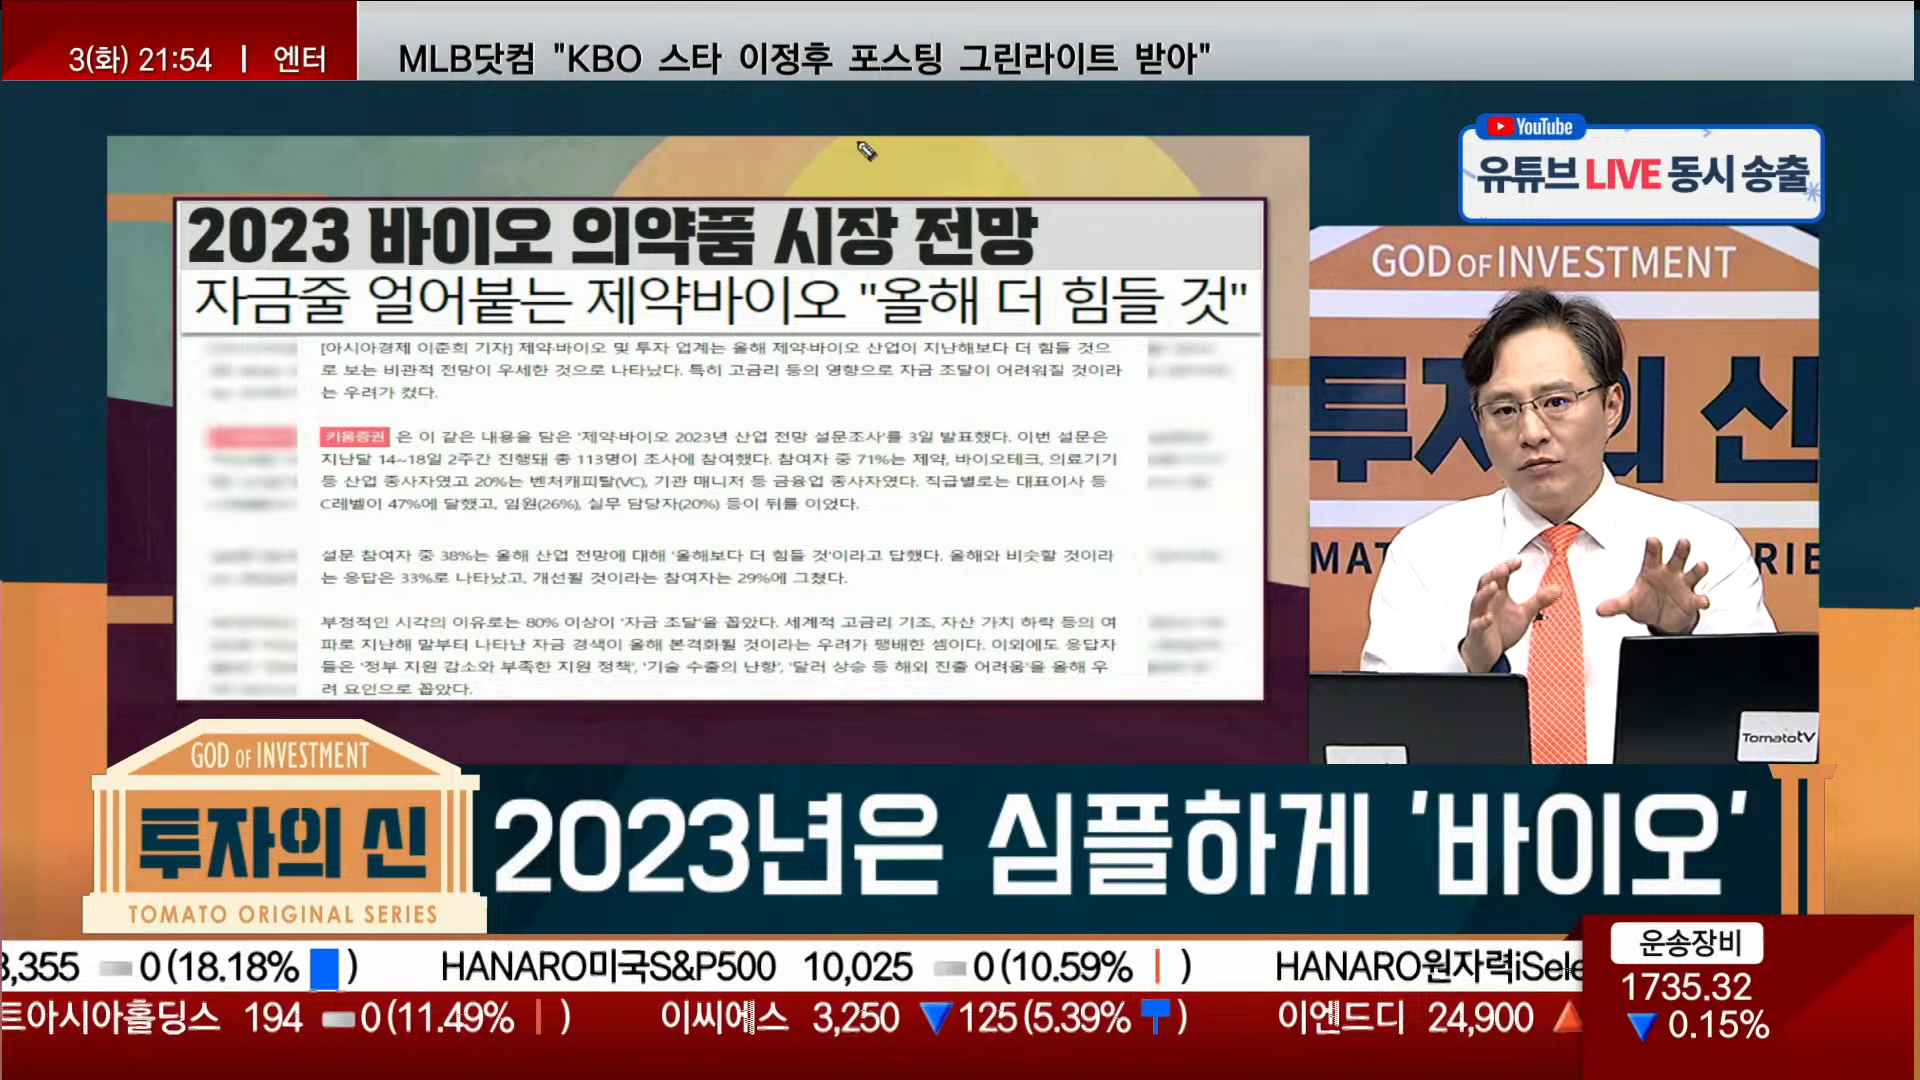 3(화) 21:54 | 엔터
MLB닷컴 "KBO 스타 이정후 포스팅 그린라이트 받아"
YouTube
유튜브 LIVE 동시 송출
2023 바이오 의약품 시장 전망
자금줄 얼어붙는 제약바이오 "올해 더 힘들 것"
[아시아경제 이준희 기자] 제약·바이오 및 투자 업계는 올해 제약·바이오 산업이 지난해보다 더 힘들 것으
로 보는 비관적 전망이 우세한 것으로 나타났다. 특히 고금리 등의 영향으로 자금 조달이 어려워질 것이라
는 우려가 컸다.
키움증권 은 이 같은 내용을 담은 '제약·바이오 2023년 산업 전망 설문조사'를 3일 발표했다. 이번 설문은
지난달 14~18일 2주간 진행돼 총 113명이 조사에 참여했다. 참여자 중 71%는 제약, 바이오테크, 의료기기
등 산업 종사자였고 20%는 벤처캐피탈(VC), 기관 매니저 등 금융업 종사자였다. 직급별로는 대표이사 등
C레벨이 47%에 달했고, 임원(26%), 실무 담당자(20%) 등이 뒤를 이었다.
설문 참여자 중 38%는 올해 산업 전망에 대해 '올해보다 더 힘들 것'이라고 답했다. 올해와 비슷할 것이라
는 응답은 33%로 나타났고, 개선될 것이라는 참여자는 29%에 그쳤다.
부정적인 시각의 이유로는 80% 이상이 '자금 조달'을 꼽았다. 세계적 고금리 기조, 자산 가치 하락 등의 여
파로 지난해 말부터 나타난 자금 경색이 올해 본격화될 것이라는 우려가 팽배한 셈이다. 이외에도 응답자
들은 '정부 지원 감소와 부족한 지원 정책', '기술 수출의 난항', '달러 상승 등 해외 진출 어려움'을 올해 우
려 요인으로 꼽았다.
GOD OF INVESTMENT
투자의 신
MAT RIE
TomatoTV
GOD OF INVESTMENT
투자의 신
TOMATO ORIGINAL SERIES
2023년은 심플하게 '바이오'
3,355 0(18.18% ) HANARO미국S&P500 10,025 0(10.59% ) HANARO원자력iSele
트아시아홀딩스 194 0(11.49% ) 이씨에스 3,250 ▼125(5.39% ) 이엔드디 24,900 ▲
운송장비
1735.32
▼ 0.15%